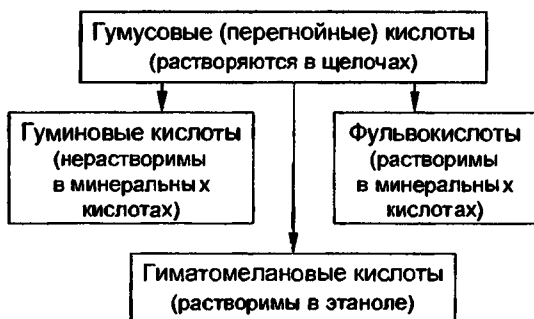 Гумусовые (перегнойные) кислоты
(растворяются в щелочах)
Гуминовые кислоты
(нерастворимы
в минеральных
кислотах)
Фульвокислоты
(растворимы
в минеральных
кислотах)
Гиматомелановые кислоты
(растворимы в этаноле)